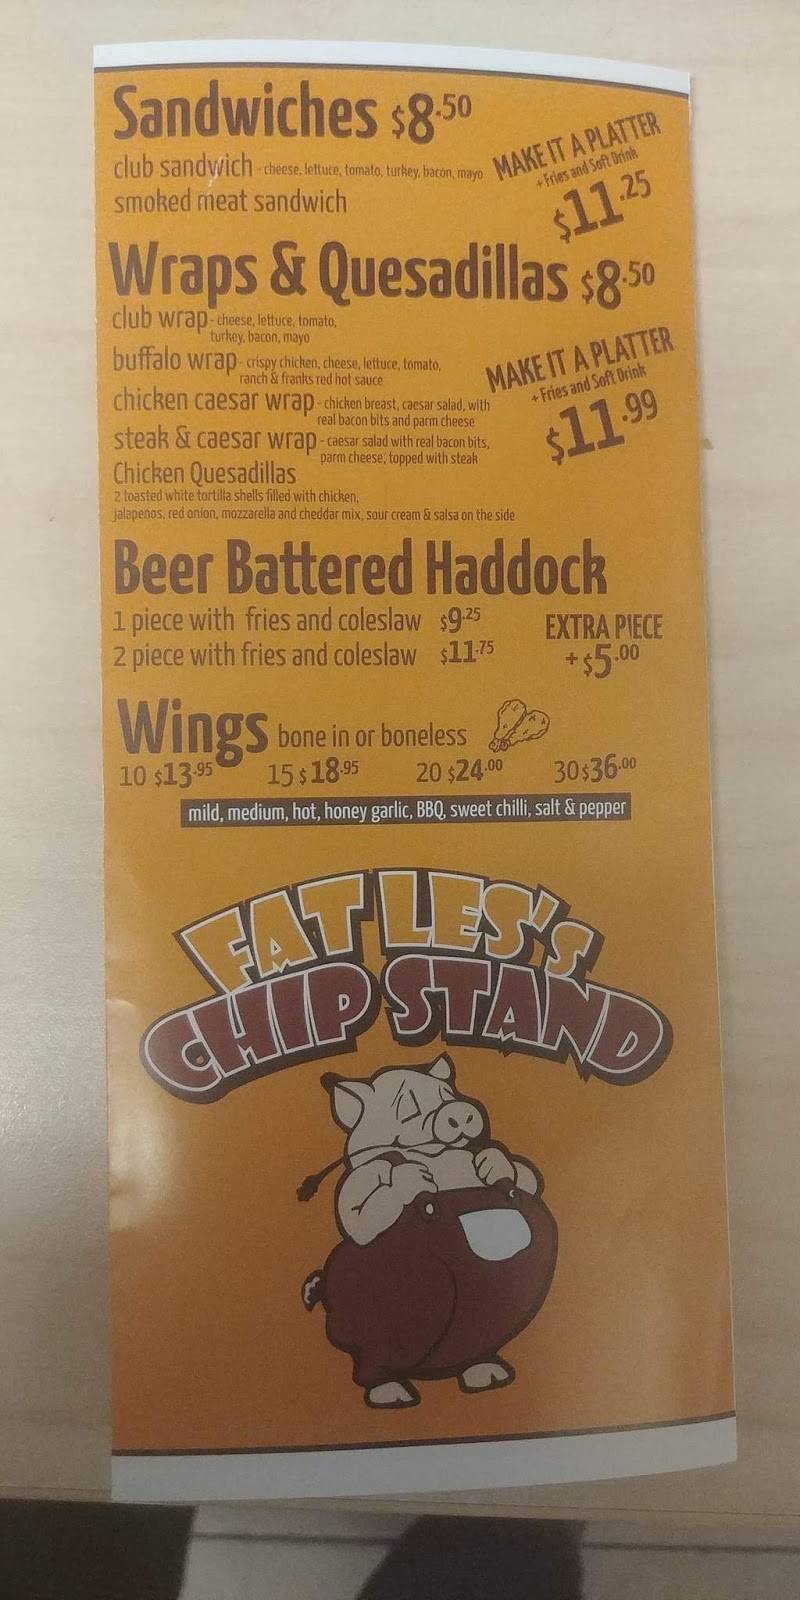 Sandwiches $8.50
club sandwich - cheese, lettuce, tomato, turkey, bacon, mayo
smoked meat sandwich
MAKE IT A PLATTER
+ Fries and Soft Drink
$11.25
Wraps & Quesadillas $8.50
club wrap - cheese, lettuce, tomato,
turkey, bacon, mayo
buffalo wrap - crispy chicken, cheese, lettuce, tomato,
ranch & franks red hot sauce
chicken caesar wrap - chicken breast, caesar salad, with
real bacon bits and parm cheese
steak & caesar wrap - caesar salad with real bacon bits,
parm cheese, topped with steak
MAKE IT A PLATTER
+ Fries and Soft Drink
$11.99
Chicken Quesadillas
2 toasted white tortilla shells filled with chicken,
jalapenos, red onion, mozzarella and cheddar mix, sour cream & salsa on the side
Beer Battered Haddock
1 piece with fries and coleslaw $9.25
2 piece with fries and coleslaw $11.75
EXTRA PIECE
+ $5.00
Wings bone in or boneless
10 $13.95 15 $18.95 20 $24.00 30 $36.00
mild, medium, hot, honey garlic, BBQ, sweet chilli, salt & pepper
FAT LES'S
CHIP STAND